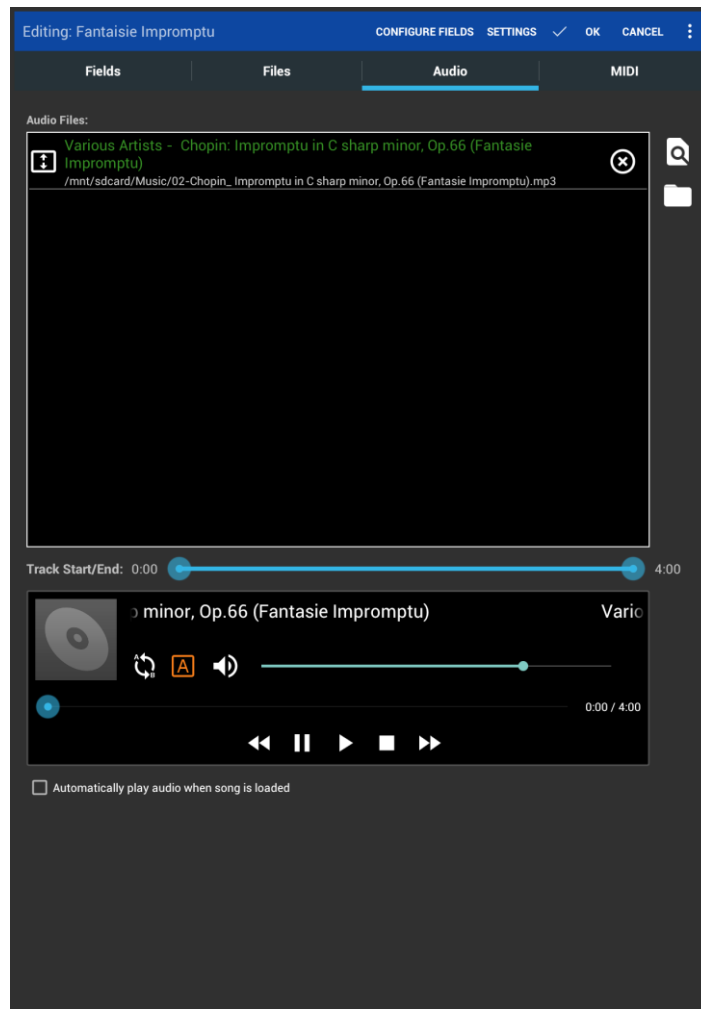 Editing: Fantaisie Impromptu CONFIGURE FIELDS SETTINGS OK CANCEL
Fields Files Audio MIDI
Audio Files:
Various Artists - Chopin: Impromptu in C sharp minor, Op.66 (Fantasie
Impromptu)
/mnt/sdcard/Music/02-Chopin_ Impromptu in C sharp minor, Op.66 (Fantasie Impromptu).mp3
Track Start/End: 0:00 4:00
minor, Op.66 (Fantasie Impromptu) Vario
A B A
0:00 / 4:00
Automatically play audio when song is loaded